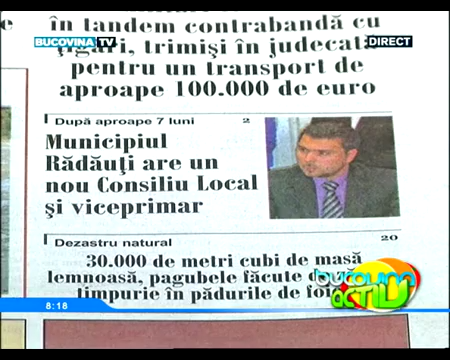 în tandem contrabandă cu
BUCOVINA TV
DIRECT
țigări, trimişi în judecată
pentru un transport de
aproape 100.000 de euro
După aproape 7 luni 2
Municipiul
Rădăuţi are un
nou Consiliu Local
şi viceprimar
Dezastru natural 20
30.000 de metri cubi de masă
lemnoasă, pagubele făcute de
timpurie în pădurile de
bucovina
activ
8:18